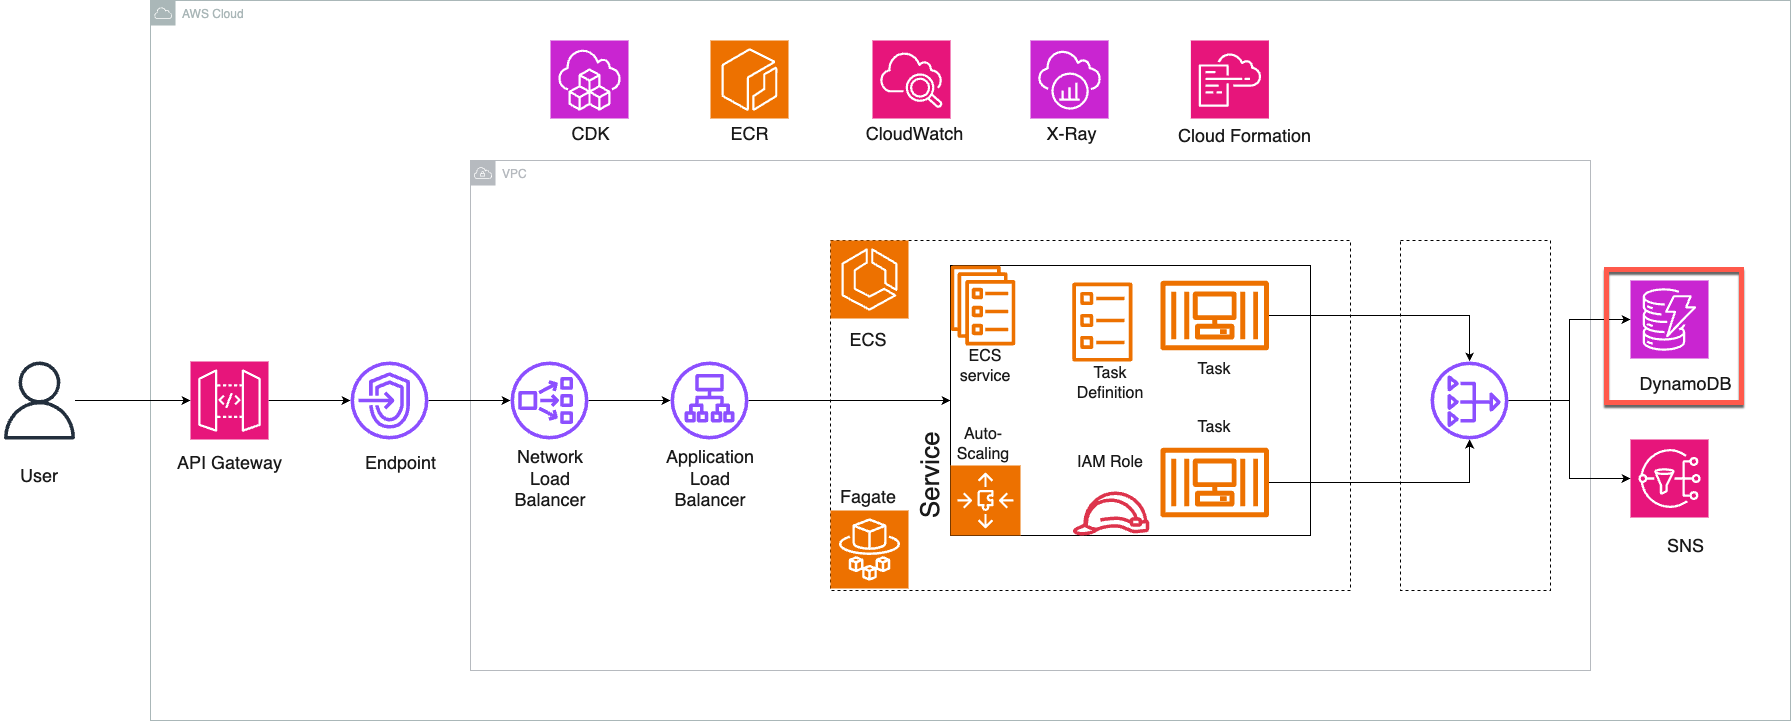 AWS Cloud
CDK
ECR
CloudWatch
X-Ray
Cloud Formation
VPC
User
API Gateway
Endpoint
Network
Load
Balancer
Application
Load
Balancer
ECS
Fagate
Service
ECS
service
Task
Definition
Task
Auto-
Scaling
IAM Role
Task
DynamoDB
SNS